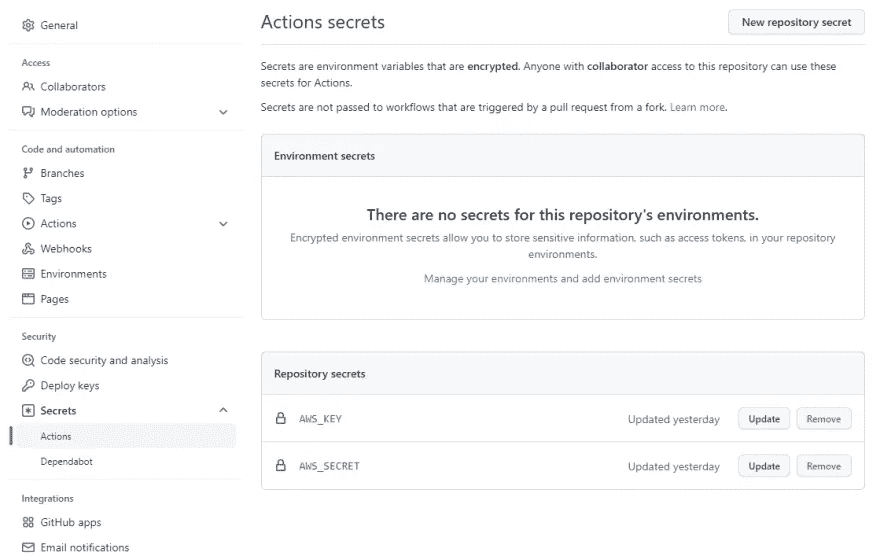 General
Access
Collaborators
Moderation options
Code and automation
Branches
Tags
Actions
Webhooks
Environments
Pages
Security
Code security and analysis
Deploy keys
Secrets
Actions
Dependabot
Integrations
GitHub apps
Email notifications
Actions secrets
New repository secret
Secrets are environment variables that are encrypted. Anyone with collaborator access to this repository can use these
secrets for Actions.
Secrets are not passed to workflows that are triggered by a pull request from a fork. Learn more.
Environment secrets
There are no secrets for this repository's environments.
Encrypted environment secrets allow you to store sensitive information, such as access tokens, in your repository
environments.
Manage your environments and add environment secrets
Repository secrets
AWS_KEY Updated yesterday Update Remove
AWS_SECRET Updated yesterday Update Remove